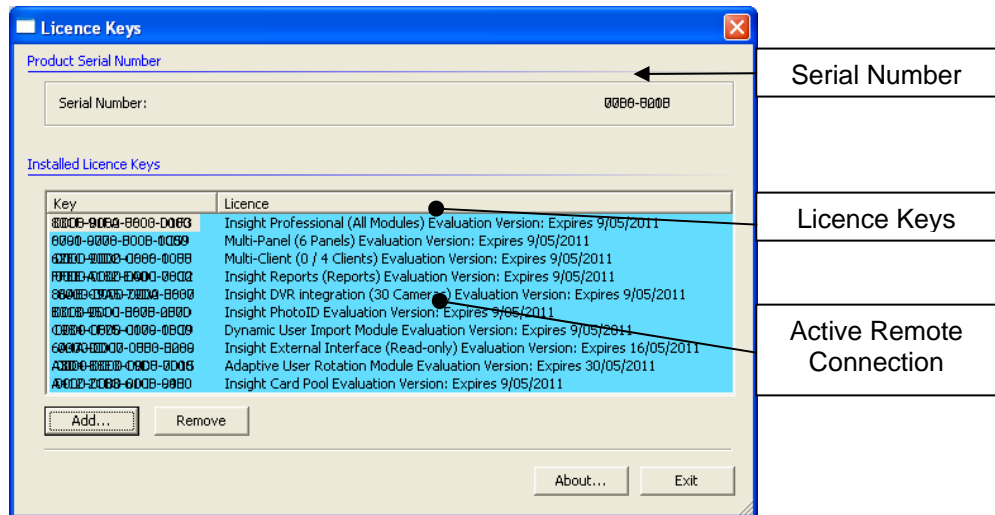 Licence Keys
Product Serial Number
Serial Number
Serial Number:
Installed Licence Keys
Key Licence
Licence Keys
Insight Professional (All Modules) Evaluation Version: Expires 9/05/2011
Multi-Panel (6 Panels) Evaluation Version: Expires 9/05/2011
Multi-Client (0 / 4 Clients) Evaluation Version: Expires 9/05/2011
Insight Reports (Reports) Evaluation Version: Expires 9/05/2011
Insight DVR integration (30 Cameras) Evaluation Version: Expires 9/05/2011
Insight PhotoID Evaluation Version: Expires 9/05/2011
Dynamic User Import Module Evaluation Version: Expires 9/05/2011
Insight External Interface (Read-only) Evaluation Version: Expires 16/05/2011
Adaptive User Rotation Module Evaluation Version: Expires 30/05/2011
Insight Card Pool Evaluation Version: Expires 9/05/2011
Active Remote
Connection
Add... Remove
About... Exit